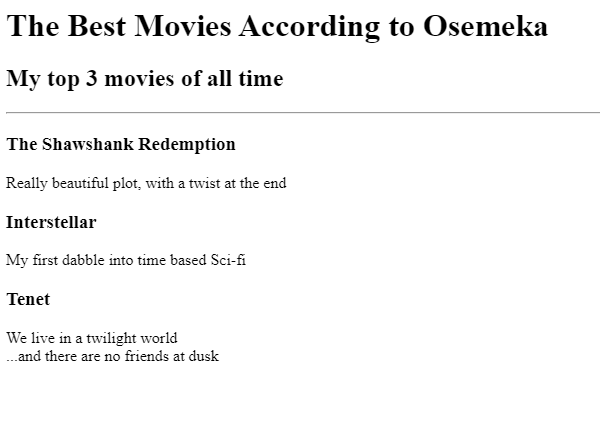 The Best Movies According to Osemeka
My top 3 movies of all time
The Shawshank Redemption
Really beautiful plot, with a twist at the end
Interstellar
My first dabble into time based Sci-fi
Tenet
We live in a twilight world
...and there are no friends at dusk